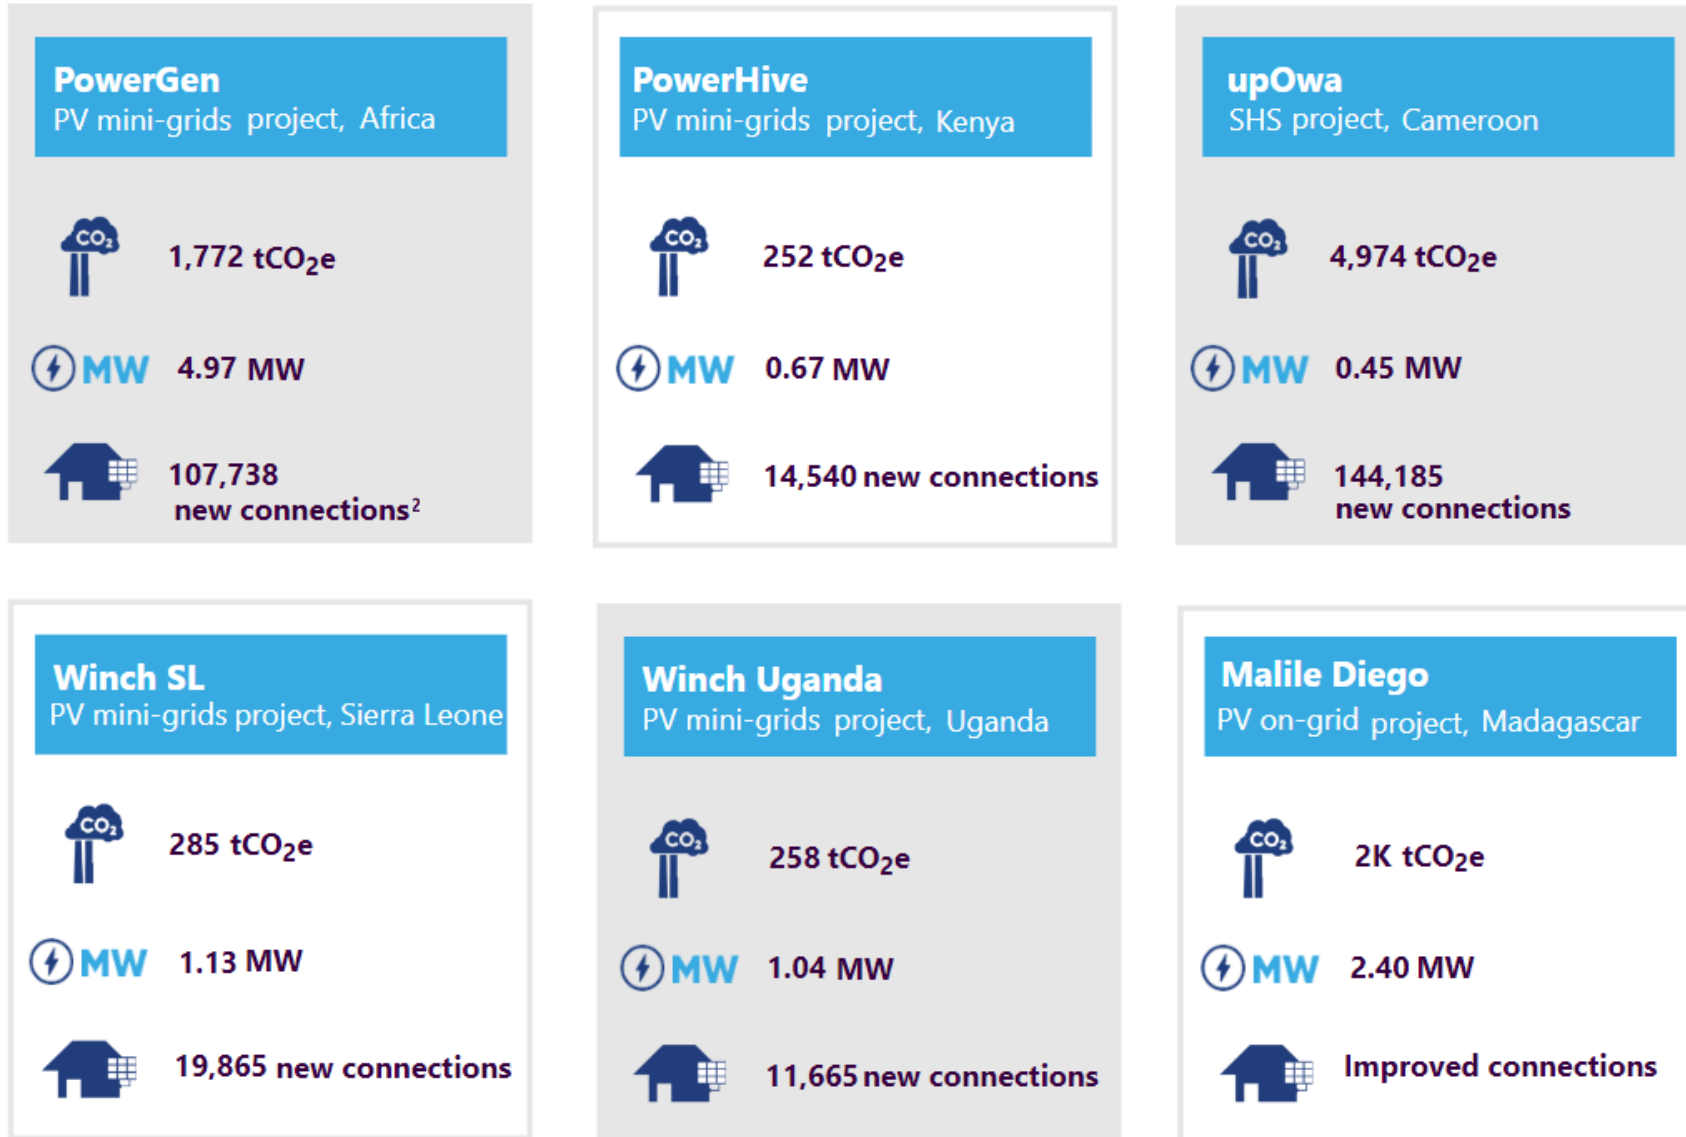 PowerGen
PV mini-grids project, Africa
CO₂
1,772 tCO₂e
MW 4.97 MW
107,738
new connections²
PowerHive
PV mini-grids project, Kenya
CO₂
252 tCO₂e
MW 0.67 MW
14,540 new connections
upOwa
SHS project, Cameroon
CO₂
4,974 tCO₂e
MW 0.45 MW
144,185
new connections
Winch SL
PV mini-grids project, Sierra Leone
CO₂
285 tCO₂e
MW 1.13 MW
19,865 new connections
Winch Uganda
PV mini-grids project, Uganda
CO₂
258 tCO₂e
MW 1.04 MW
11,665 new connections
Malile Diego
PV on-grid project, Madagascar
CO₂
2K tCO₂e
MW 2.40 MW
Improved connections